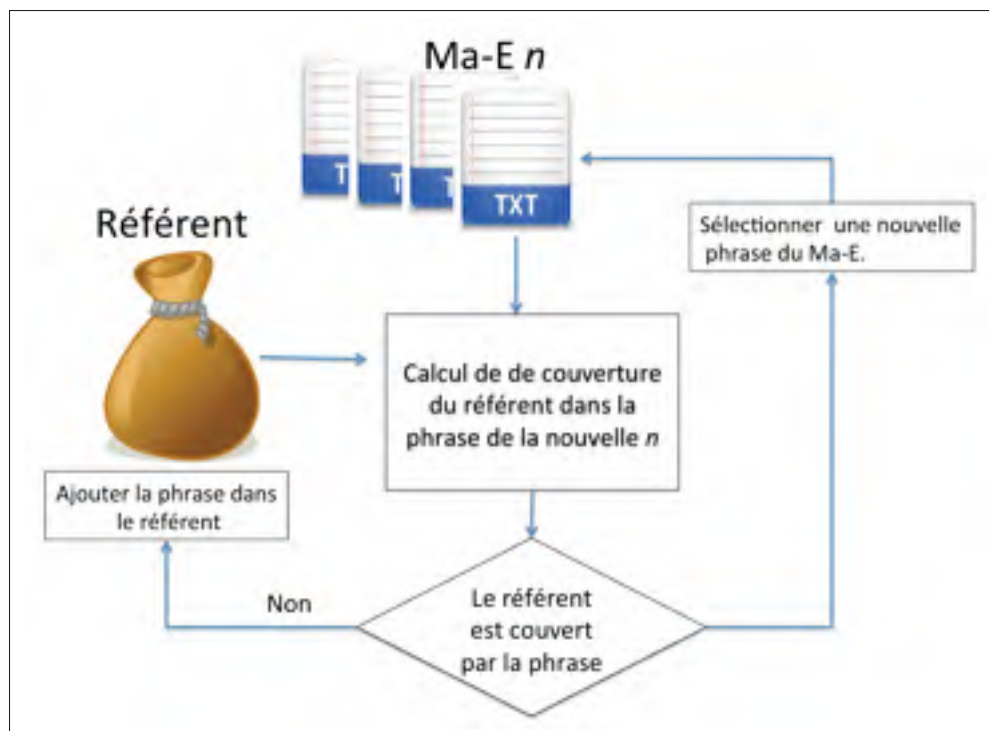 Ma-E n
T
T
T
TXT
Référent
Sélectionner une nouvelle
phrase du Ma-E.
Calcul de de couverture
du référent dans la
phrase de la nouvelle n
Ajouter la phrase dans
le référent
Non
Le référent
est couvert
par la phrase